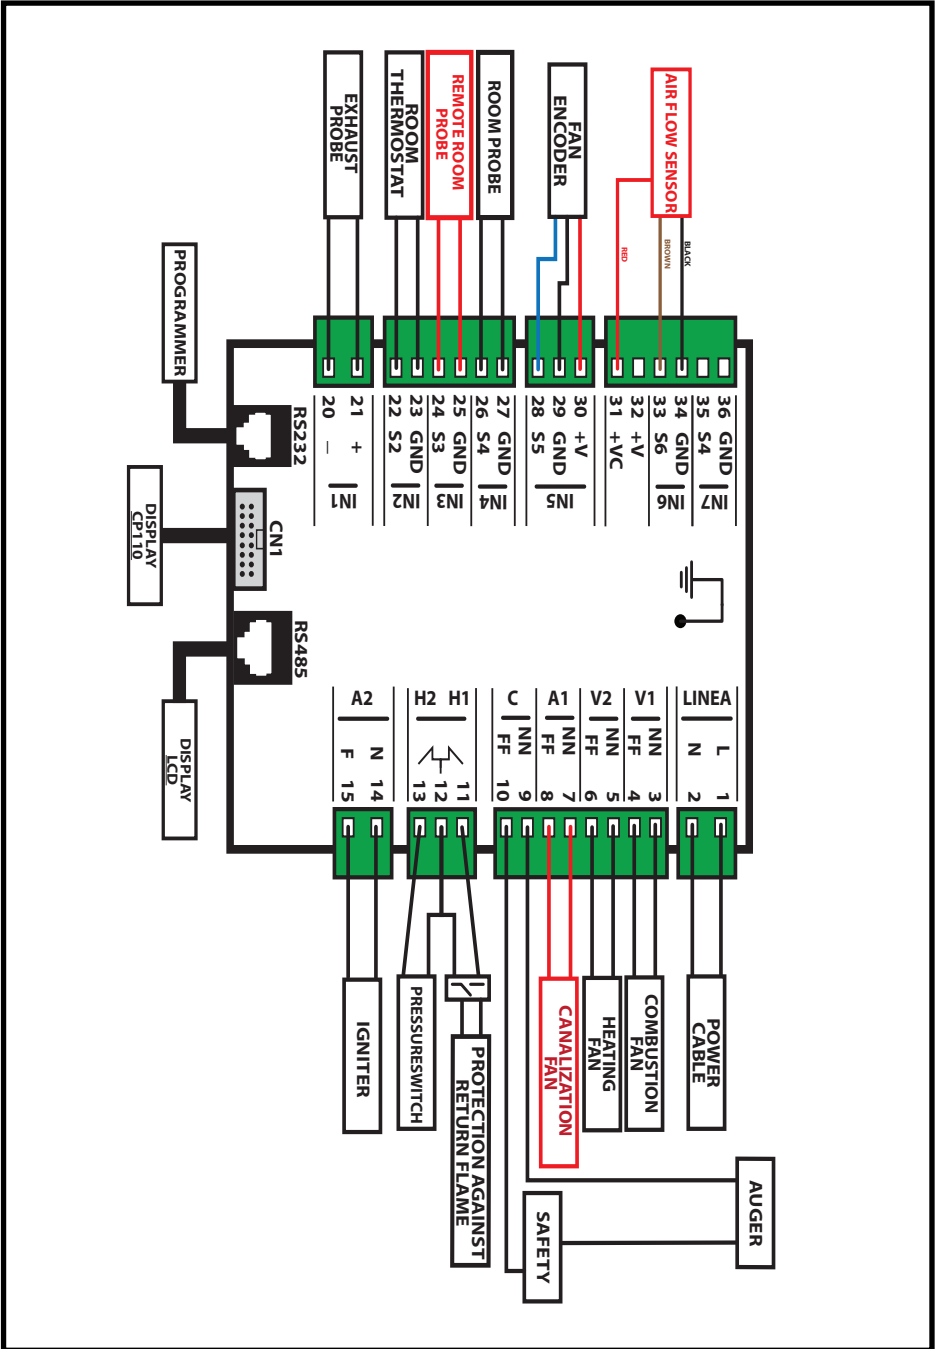 EXHAUST
PROBE
ROOM
THERMOSTAT
REMOTE ROOM
PROBE
ROOM PROBE
FAN
ENCODER
AIR FLOW SENSOR
RED
BROWN
BLACK
PROGRAMMER
RS232
DISPLAY
CP110
CN1
DISPLAY
LCD
RS485
20 –
21 +
IN1
22 S2
23 GND
IN2
24 S3
25 GND
IN3
26 S4
27 GND
IN4
28 S5
29 GND
30 +V
IN5
31 +VC
32 +V
33 S6
34 GND
IN6
35 S4
36 GND
IN7
A2
F 15
N 14
H2 H1
13
12
11
C
FF 10
NN 9
A1
FF 8
NN 7
V2
FF 6
NN 5
V1
FF 4
NN 3
LINEA
N 2
L 1
IGNITER
PRESSURESWITCH
PROTECTION AGAINST
RETURN FLAME
CANALIZATION
FAN
HEATING
FAN
COMBUSTION
FAN
POWER
CABLE
SAFETY
AUGER